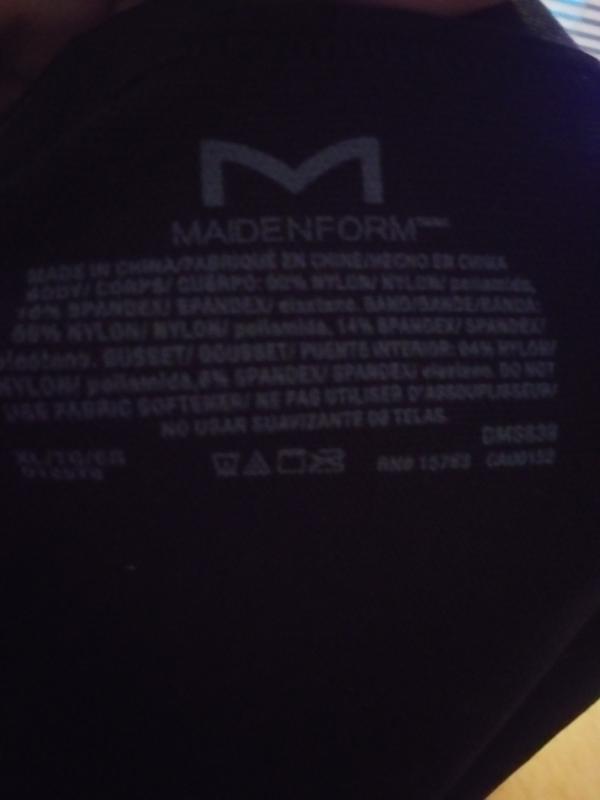 M
MAIDENFORM
MADE IN CHINA/FABRIQUÉ EN CHINE/HECHO EN CHINA
BODY/ CORPS/ CUERPO: NYLON/ NYLON/ poliamida,
SPANDEX/ SPANDEX/ elastano. BAND/BANDE/BANDA:
NYLON/ NYLON/ poliamida, 14% SPANDEX/ SPANDEX/
elastano. GUSSET/ GOUSSET/ PUENTE INTERIOR: NYLON/
NYLON/ poliamida, SPANDEX/ SPANDEX/ elastano. DO NOT
USE FABRIC SOFTENER/ NE PAS UTILISER D'ASSOUPLISSEUR/
NO USAR SUAVIZANTE DE TELAS.
XL/TG/EG RN#